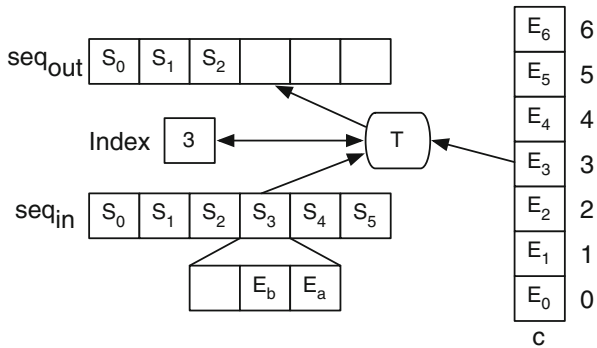 seq_out S_0 S_1 S_2
Index 3
T
seq_in S_0 S_1 S_2 S_3 S_4 S_5
E_b E_a
E_6 6
E_5 5
E_4 4
E_3 3
E_2 2
E_1 1
E_0 0
c